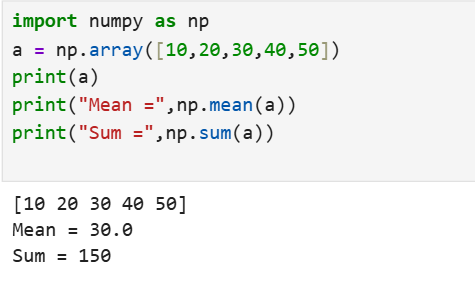 import numpy as np
a = np.array([10,20,30,40,50])
print(a)
print("Mean =",np.mean(a))
print("Sum =",np.sum(a))
[10 20 30 40 50]
Mean = 30.0
Sum = 150